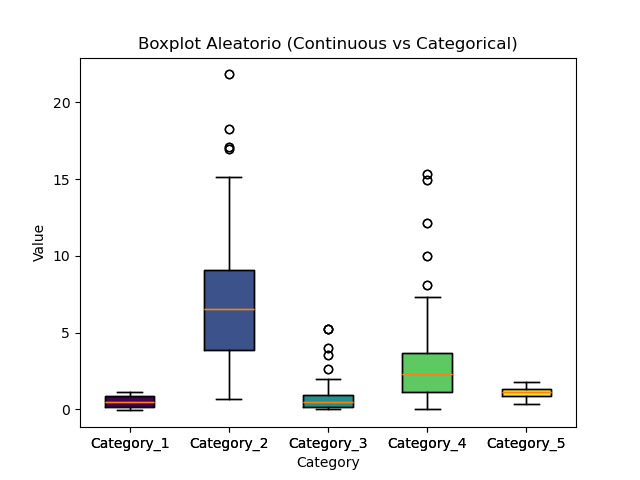 Boxplot Aleatorio (Continuous vs Categorical)
Value
20
15
10
5
0
Category_1 Category_2 Category_3 Category_4 Category_5
Category